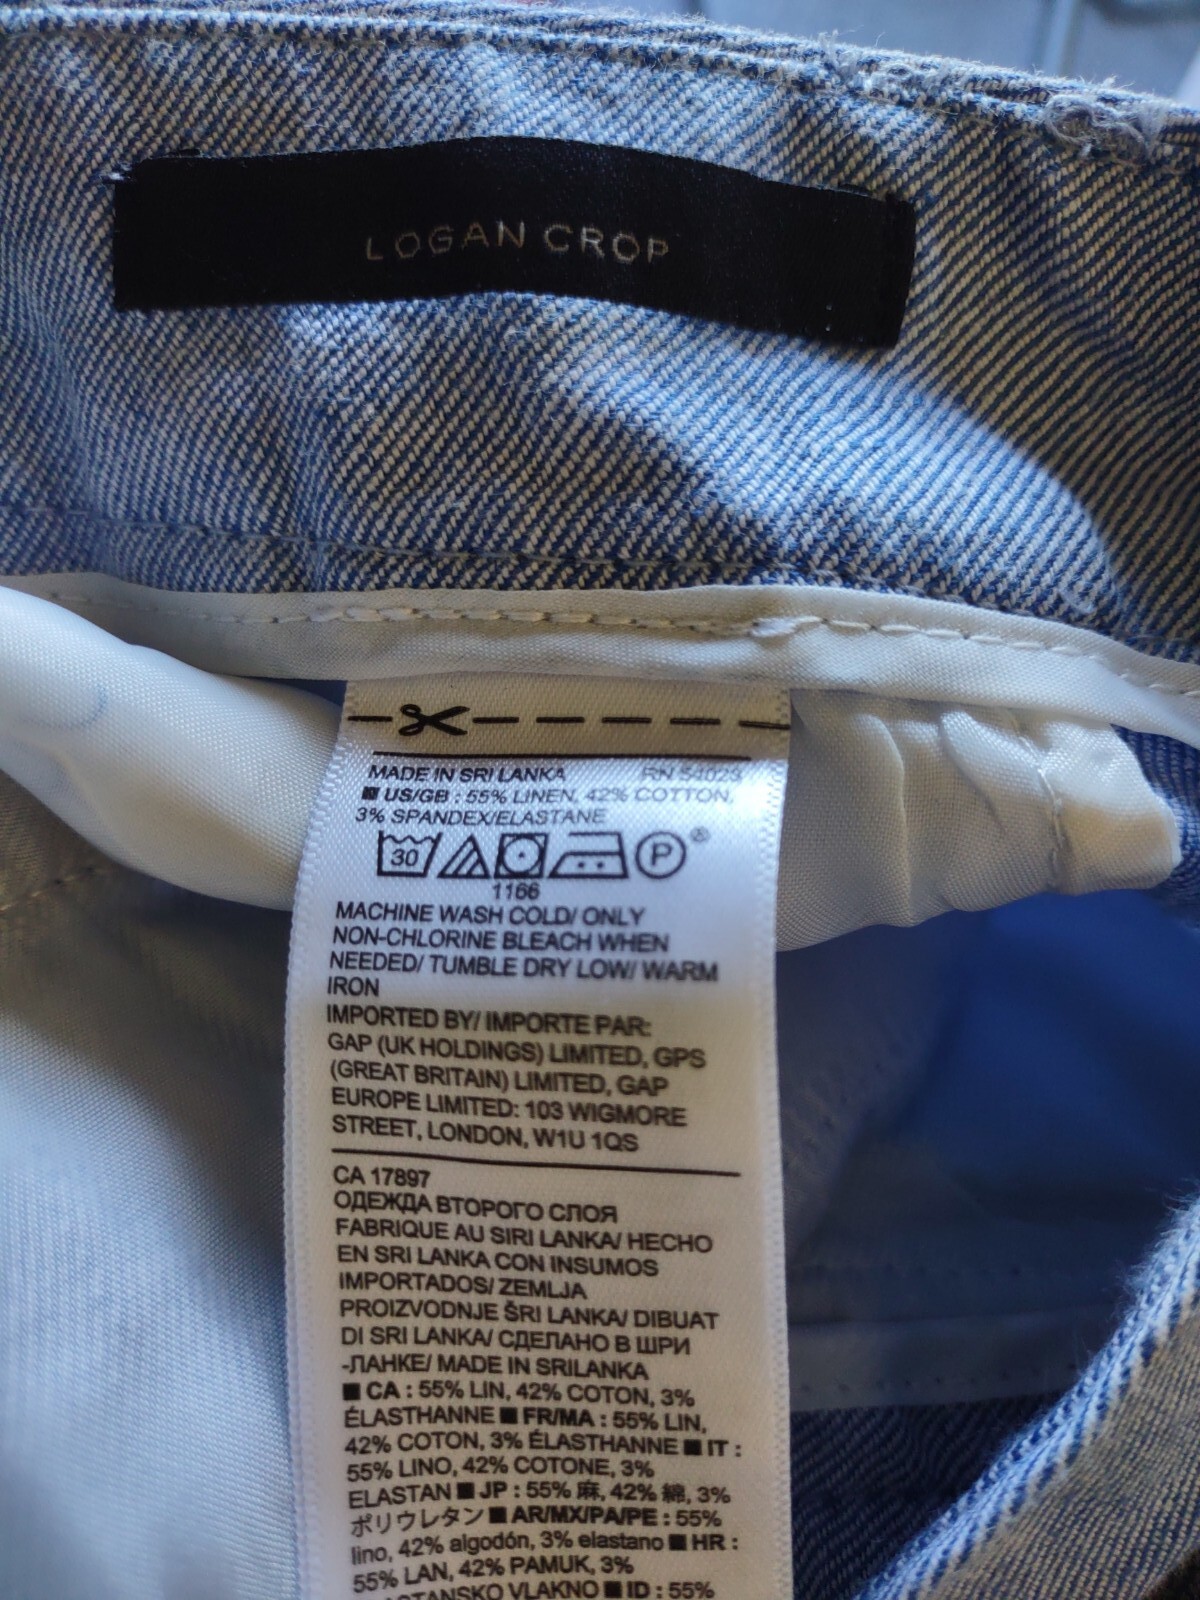 LOGAN CROP
MADE IN SRI LANKA RN 54023
US/GB : 55% LINEN, 42% COTTON,
3% SPANDEX/ELASTANE
30 P ®
1166
MACHINE WASH COLD/ ONLY
NON-CHLORINE BLEACH WHEN
NEEDED/ TUMBLE DRY LOW/ WARM
IRON
IMPORTED BY/ IMPORTE PAR:
GAP (UK HOLDINGS) LIMITED, GPS
(GREAT BRITAIN) LIMITED, GAP
EUROPE LIMITED: 103 WIGMORE
STREET, LONDON, W1U 1QS
CA 17897
ОДЕЖДА ВТОРОГО СЛОЯ
FABRIQUE AU SIRI LANKA/ HECHO
EN SRI LANKA CON INSUMOS
IMPORTADOS/ ZEMLJA
PROIZVODNJE ŠRI LANKA/ DIBUAT
DI SRI LANKA/ СДЕЛАНО В ШРИ
-ЛАНКЕ/ MADE IN SRILANKA
■ CA : 55% LIN, 42% COTON, 3%
ÉLASTHANNE ■ FR/MA : 55% LIN,
42% COTON, 3% ÉLASTHANNE ■ IT :
55% LINO, 42% COTONE, 3%
ELASTAN ■ JP : 55% 麻, 42% 綿, 3%
ポリウレタン ■ AR/MX/PA/PE : 55%
lino, 42% algodón, 3% elastano ■ HR :
55% LAN, 42% PAMUK, 3%
VLAKNO ■ ID : 55%